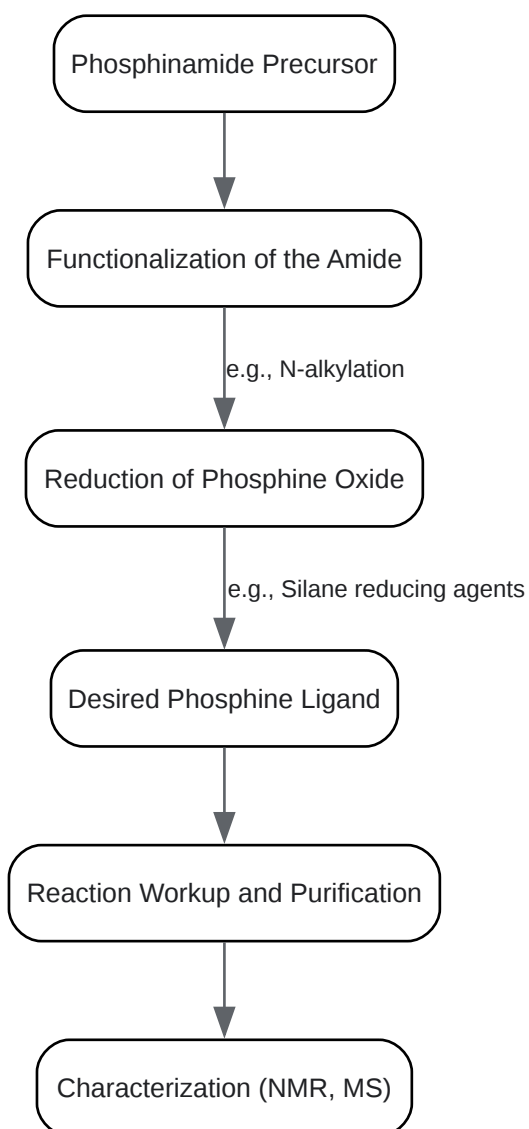 Phosphinamide Precursor
Functionalization of the Amide
e.g., N-alkylation
Reduction of Phosphine Oxide
e.g., Silane reducing agents
Desired Phosphine Ligand
Reaction Workup and Purification
Characterization (NMR, MS)